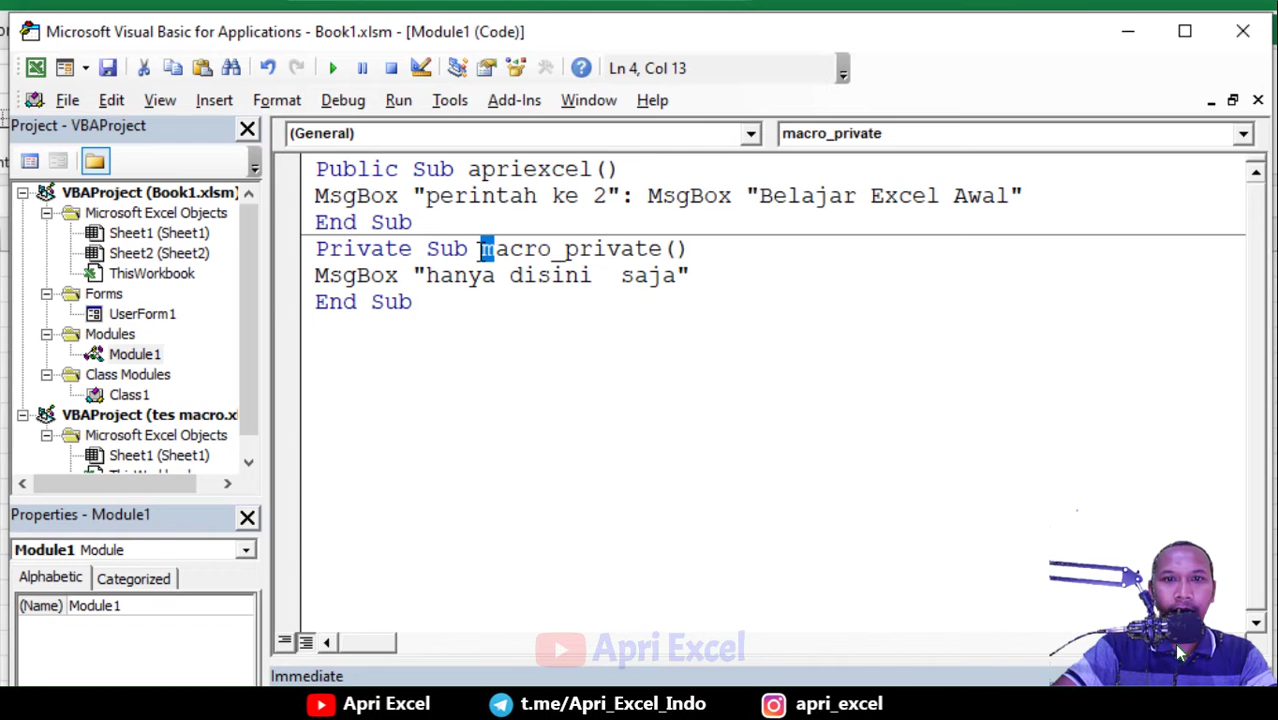 Microsoft Visual Basic for Applications - Book1.xlsm - [Module1 (Code)]
Ln 4, Col 13
File Edit View Insert Format Debug Run Tools Add-Ins Window Help
Project - VBAProject
(General)
macro_private
VBAProject (Book1.xlsm)
Microsoft Excel Objects
Sheet1 (Sheet1)
Sheet2 (Sheet2)
ThisWorkbook
Forms
UserForm1
Modules
Module1
Class Modules
Class1
VBAProject (tes macro.x
Microsoft Excel Objects
Sheet1 (Sheet1)
Public Sub apriexcel()
MsgBox "perintah ke 2": MsgBox "Belajar Excel Awal"
End Sub
Private Sub macro_private()
MsgBox "hanya disini  saja"
End Sub
Properties - Module1
Module1 Module
Alphabetic Categorized
(Name) Module1
Apri Excel
Immediate
Apri Excel
t.me/Apri_Excel_Indo
apri_excel